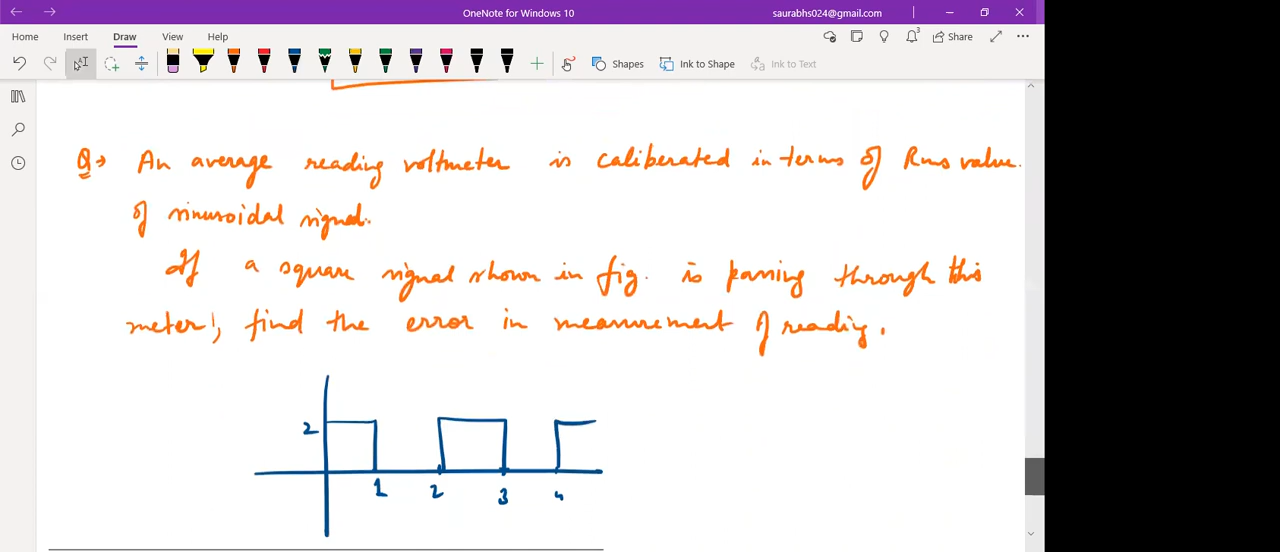 OneNote for Windows 10
saurabhs024@gmail.com
Home Insert Draw View Help
3 Share
Shapes Ink to Shape Ink to Text
Q→ An average reading voltmeter is caliberated in terms of Rms value
of sinusoidal signal.
If a square signal shown in fig. is passing through this
meter, find the error in measurement of reading.
2
1 2 3 4